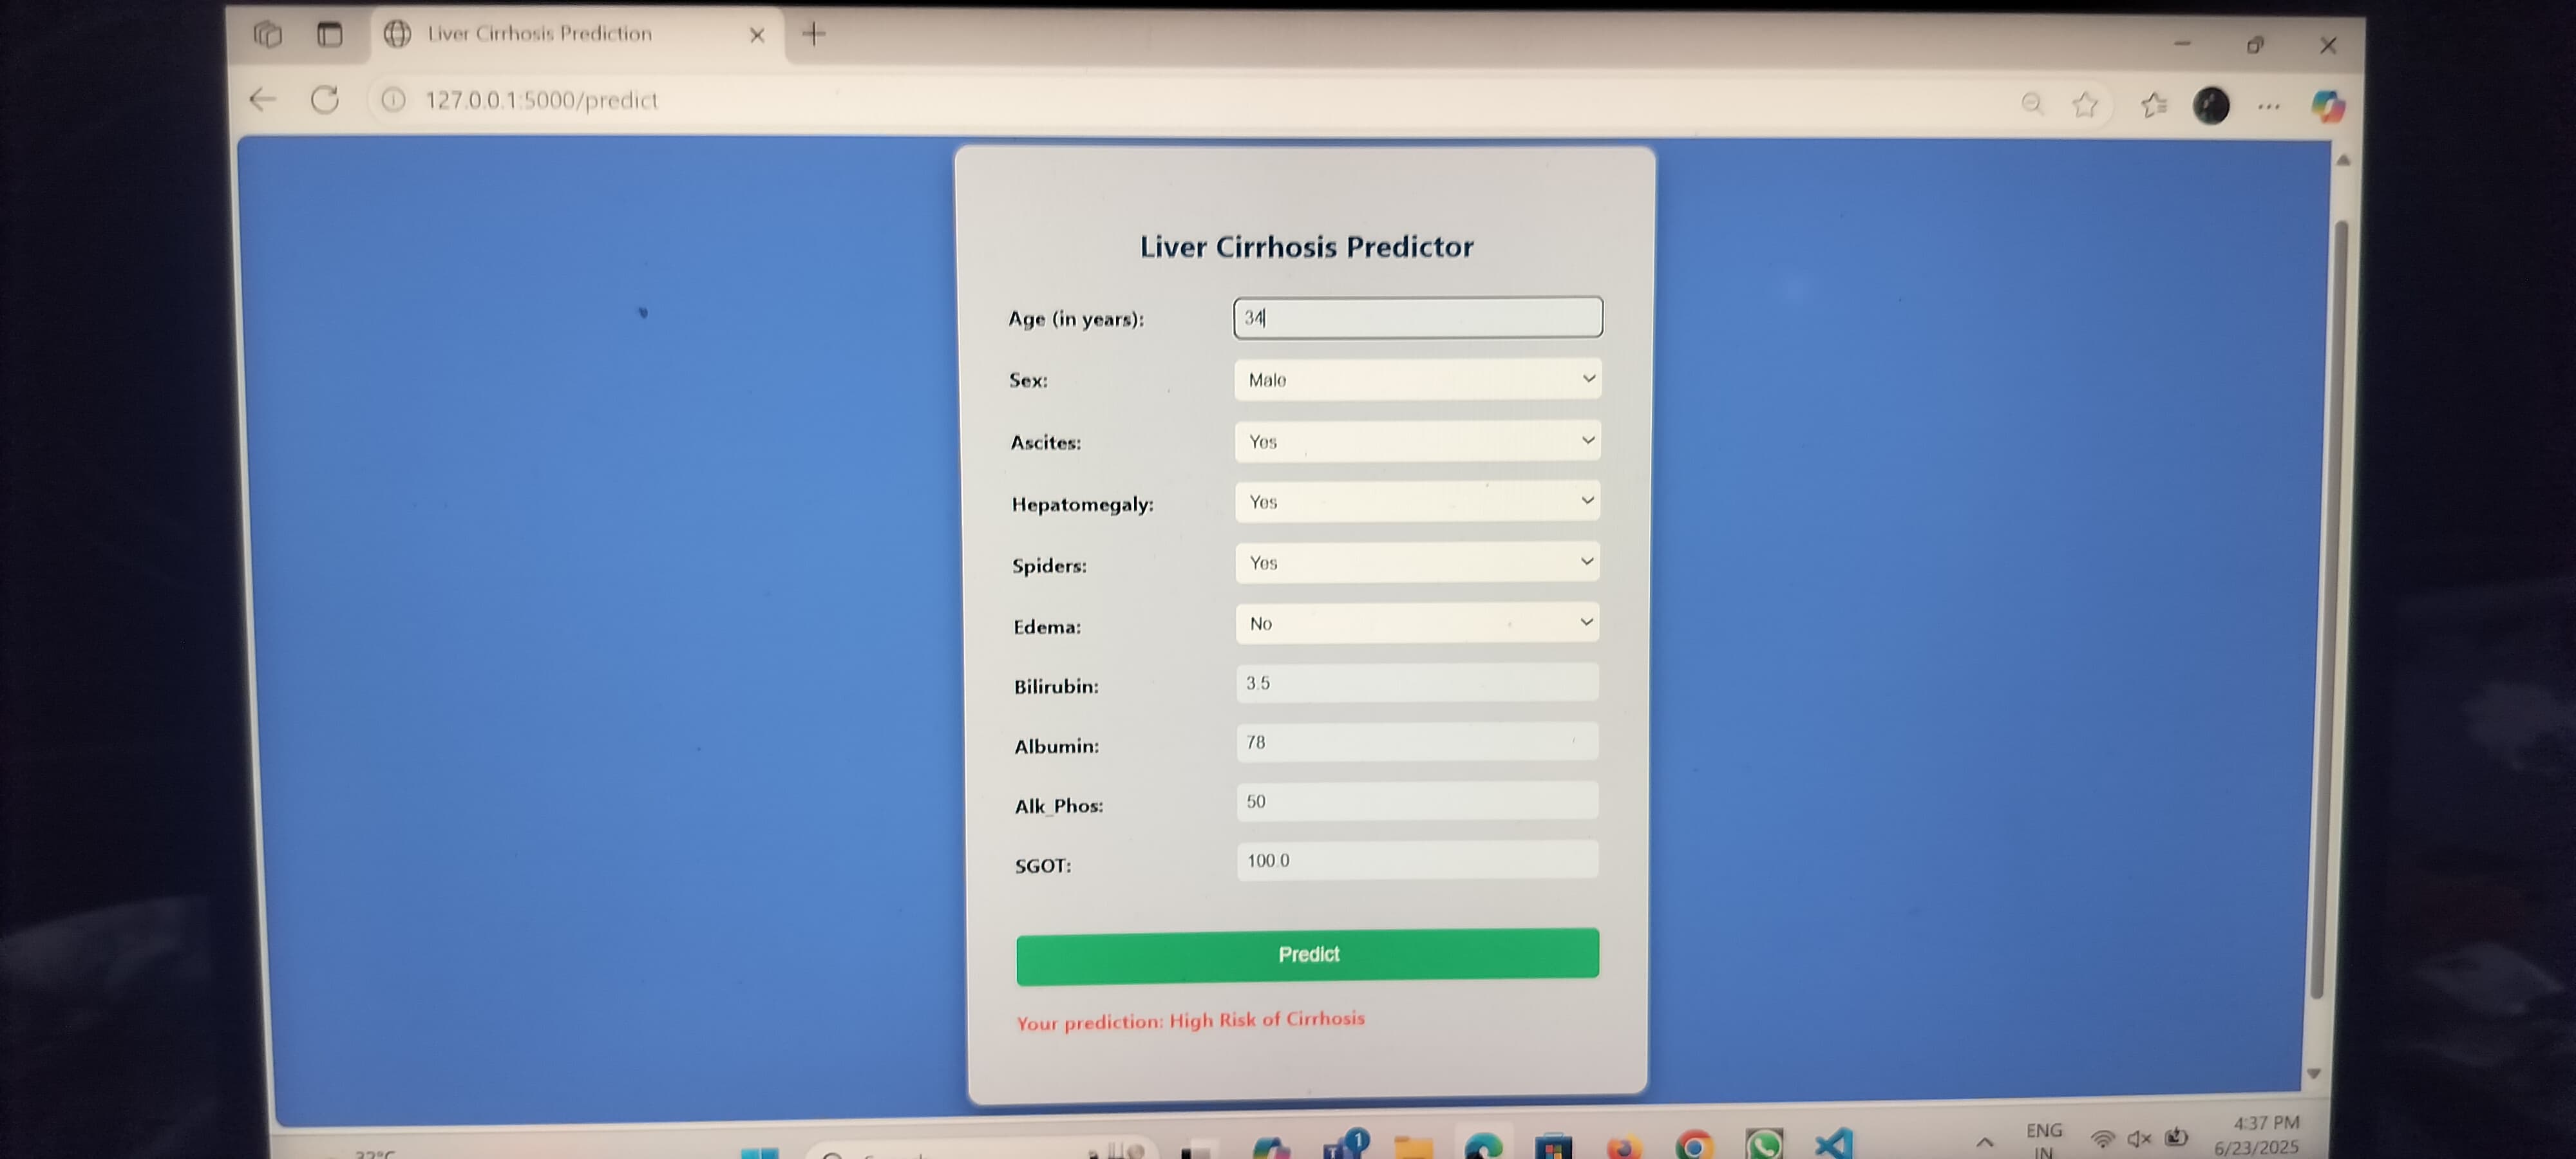 Liver Cirrhosis Prediction
127.0.0.1:5000/predict
Liver Cirrhosis Predictor
Age (in years): 34
Sex: Male
Ascites: Yes
Hepatomegaly: Yes
Spiders: Yes
Edema: No
Bilirubin: 3.5
Albumin: 78
Alk_Phos: 50
SGOT: 100.0
Predict
Your prediction: High Risk of Cirrhosis
1
ENG
IN
4:37 PM
6/23/2025